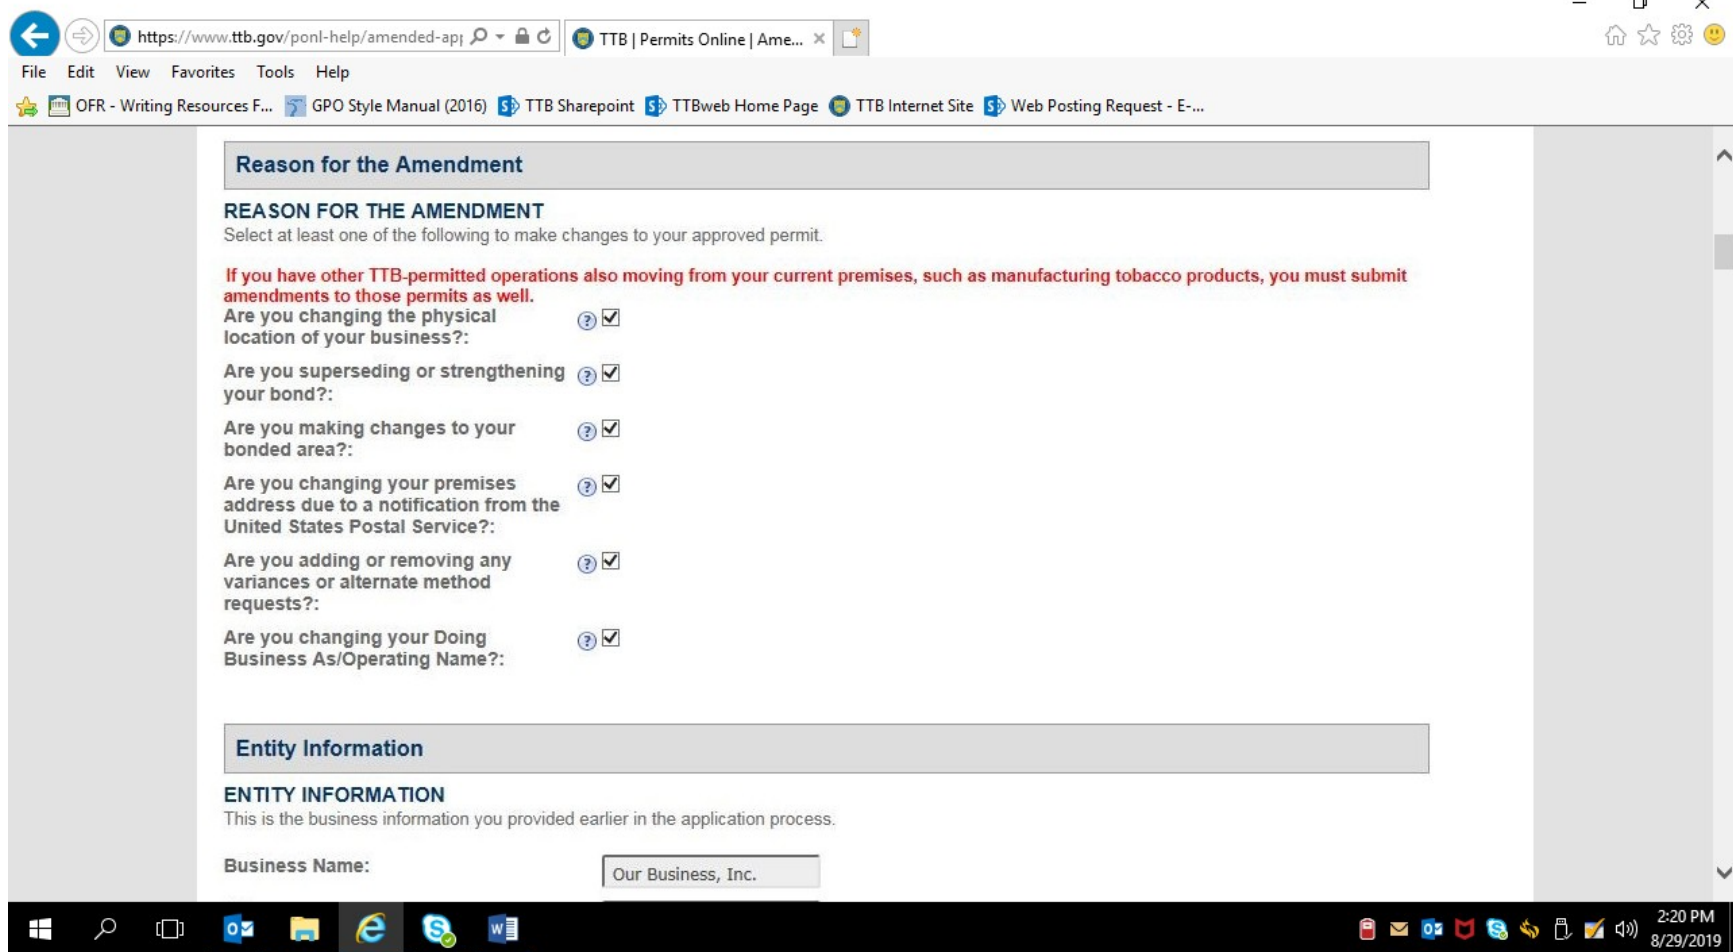 https://www.ttb.gov/ponl-help/amended-ap
TTB | Permits Online | Ame...
File Edit View Favorites Tools Help
OFR - Writing Resources F... GPO Style Manual (2016) TTB Sharepoint TTBweb Home Page TTB Internet Site Web Posting Request - E-...
Reason for the Amendment
REASON FOR THE AMENDMENT
Select at least one of the following to make changes to your approved permit.
If you have other TTB-permitted operations also moving from your current premises, such as manufacturing tobacco products, you must submit
amendments to those permits as well.
Are you changing the physical
location of your business?:
Are you superseding or strengthening
your bond?:
Are you making changes to your
bonded area?:
Are you changing your premises
address due to a notification from the
United States Postal Service?:
Are you adding or removing any
variances or alternate method
requests?:
Are you changing your Doing
Business As/Operating Name?:
Entity Information
ENTITY INFORMATION
This is the business information you provided earlier in the application process.
Business Name:
Our Business, Inc.
2:20 PM
8/29/2019